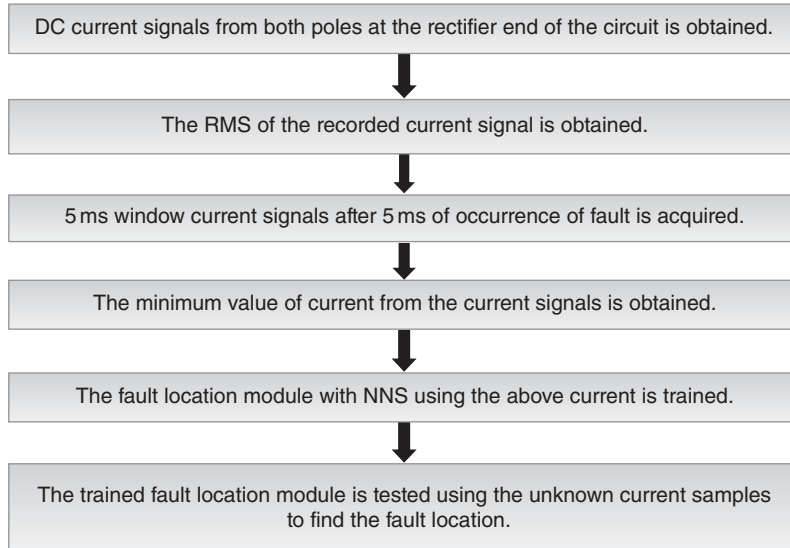 DC current signals from both poles at the rectifier end of the circuit is obtained.
The RMS of the recorded current signal is obtained.
5 ms window current signals after 5 ms of occurrence of fault is acquired.
The minimum value of current from the current signals is obtained.
The fault location module with NNS using the above current is trained.
The trained fault location module is tested using the unknown current samples
to find the fault location.